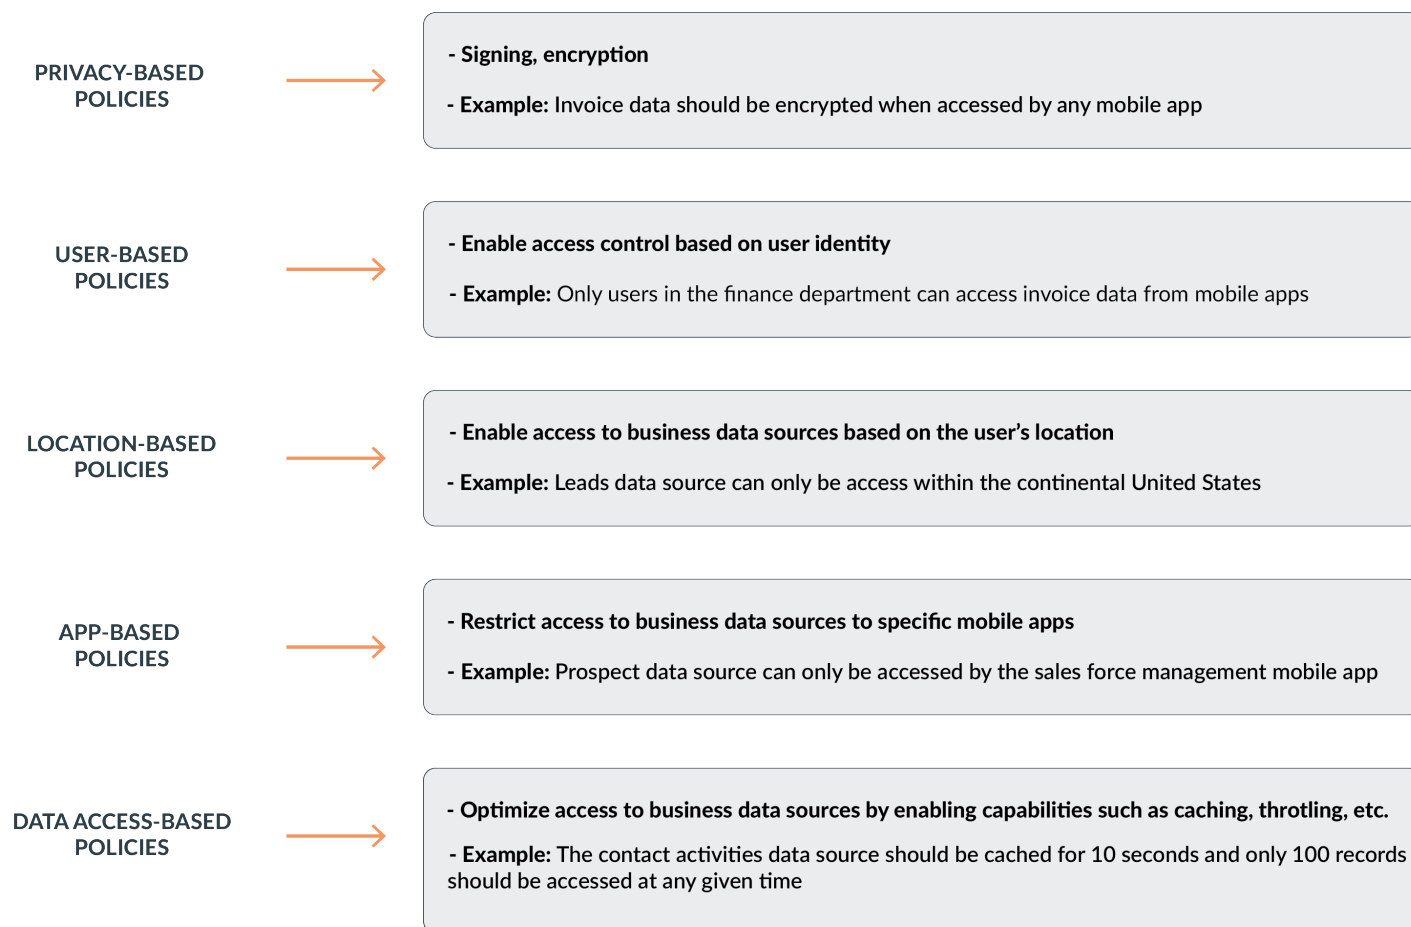 PRIVACY-BASED
POLICIES
- Signing, encryption
- Example: Invoice data should be encrypted when accessed by any mobile app
USER-BASED
POLICIES
- Enable access control based on user identity
- Example: Only users in the finance department can access invoice data from mobile apps
LOCATION-BASED
POLICIES
- Enable access to business data sources based on the user’s location
- Example: Leads data source can only be access within the continental United States
APP-BASED
POLICIES
- Restrict access to business data sources to specific mobile apps
- Example: Prospect data source can only be accessed by the sales force management mobile app
DATA ACCESS-BASED
POLICIES
- Optimize access to business data sources by enabling capabilities such as caching, throtling, etc.
- Example: The contact activities data source should be cached for 10 seconds and only 100 records
should be accessed at any given time